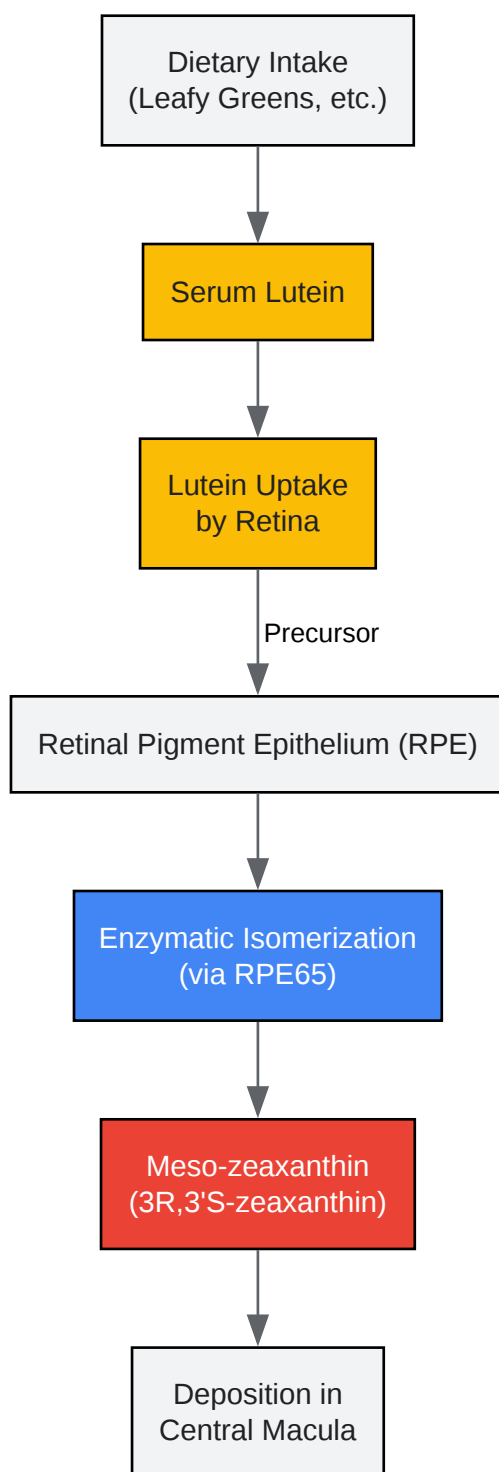 Dietary Intake
(Leafy Greens, etc.)
Serum Lutein
Lutein Uptake
by Retina
Precursor
Retinal Pigment Epithelium (RPE)
Enzymatic Isomerization
(via RPE65)
Meso-zeaxanthin
(3R,3'S-zeaxanthin)
Deposition in
Central Macula